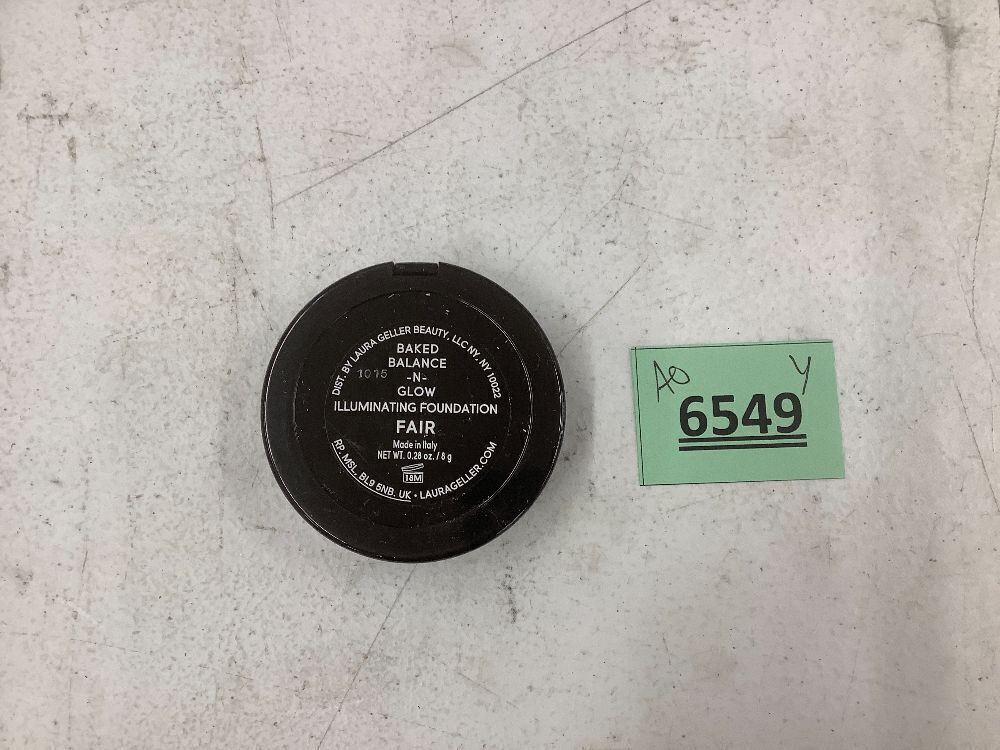 DIST. BY LAURA GELLER BEAUTY, LLC NY, NY 10022
BAKED
BALANCE
1015
-N-
GLOW
ILLUMINATING FOUNDATION
FAIR
Made in Italy
NET WT. 0.28 oz. / 8 g
18M
RP. MSL, BL9 5NB. UK • LAURAGELLER.COM
AO Y
6549